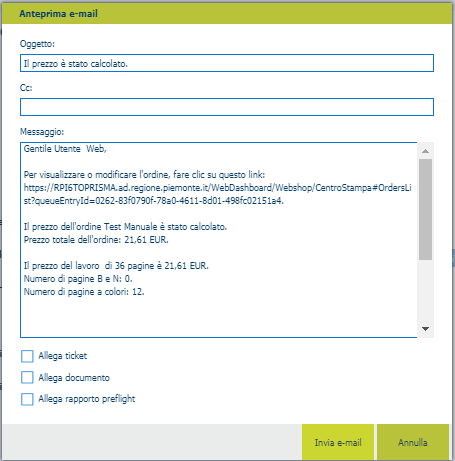 Anteprima e-mail
Oggetto:
Il prezzo è stato calcolato.
Cc:
Messaggio:
Gentile Utente  Web,
Per visualizzare o modificare l'ordine, fare clic su questo link:
https://RPI6TOPRISMA.ad.regione.piemonte.it/WebDashboard/Webshop/CentroStampa#OrdersLi
st?queueEntryId=0262-83f0790f-78a0-4611-8d01-498fc02151a4.
Il prezzo dell'ordine Test Manuale è stato calcolato.
Prezzo totale dell'ordine: 21,61 EUR.
Il prezzo del lavoro  di 36 pagine è 21,61 EUR.
Numero di pagine B e N: 0.
Numero di pagine a colori: 12.
Allega ticket
Allega documento
Allega rapporto preflight
Invia e-mail
Annulla